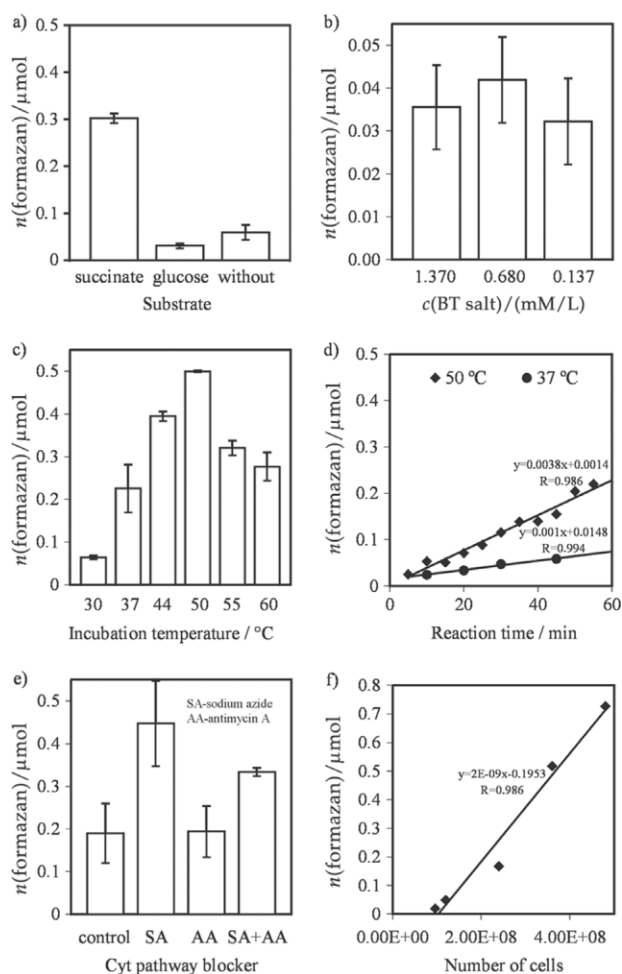 a)
n(formazan)/µmol
0.5
0.4
0.3
0.2
0.1
0
succinate glucose without
Substrate
b)
n(formazan)/µmol
0.05
0.04
0.03
0.02
0.01
0.00
1.370 0.680 0.137
c(BT salt)/(mM/L)
c)
n(formazan)/µmol
0.5
0.4
0.3
0.2
0.1
0
30 37 44 50 55 60
Incubation temperature / °C
d)
n(formazan)/µmol
0.5
0.4
0.3
0.2
0.1
0
50 °C 37 °C
y=0.0038x+0.0014
R=0.986
y=0.001x+0.0148
R=0.994
0 20 40 60
Reaction time / min
e)
n(formazan)/µmol
0.5
0.4
0.3
0.2
0.1
0
SA-sodium azide
AA-antimycin A
control SA AA SA+AA
Cyt pathway blocker
f)
n(formazan)/µmol
0.8
0.7
0.6
0.5
0.4
0.3
0.2
0.1
0
y=2E-09x-0.1953
R=0.986
0.00E+00 2.00E+08 4.00E+08
Number of cells